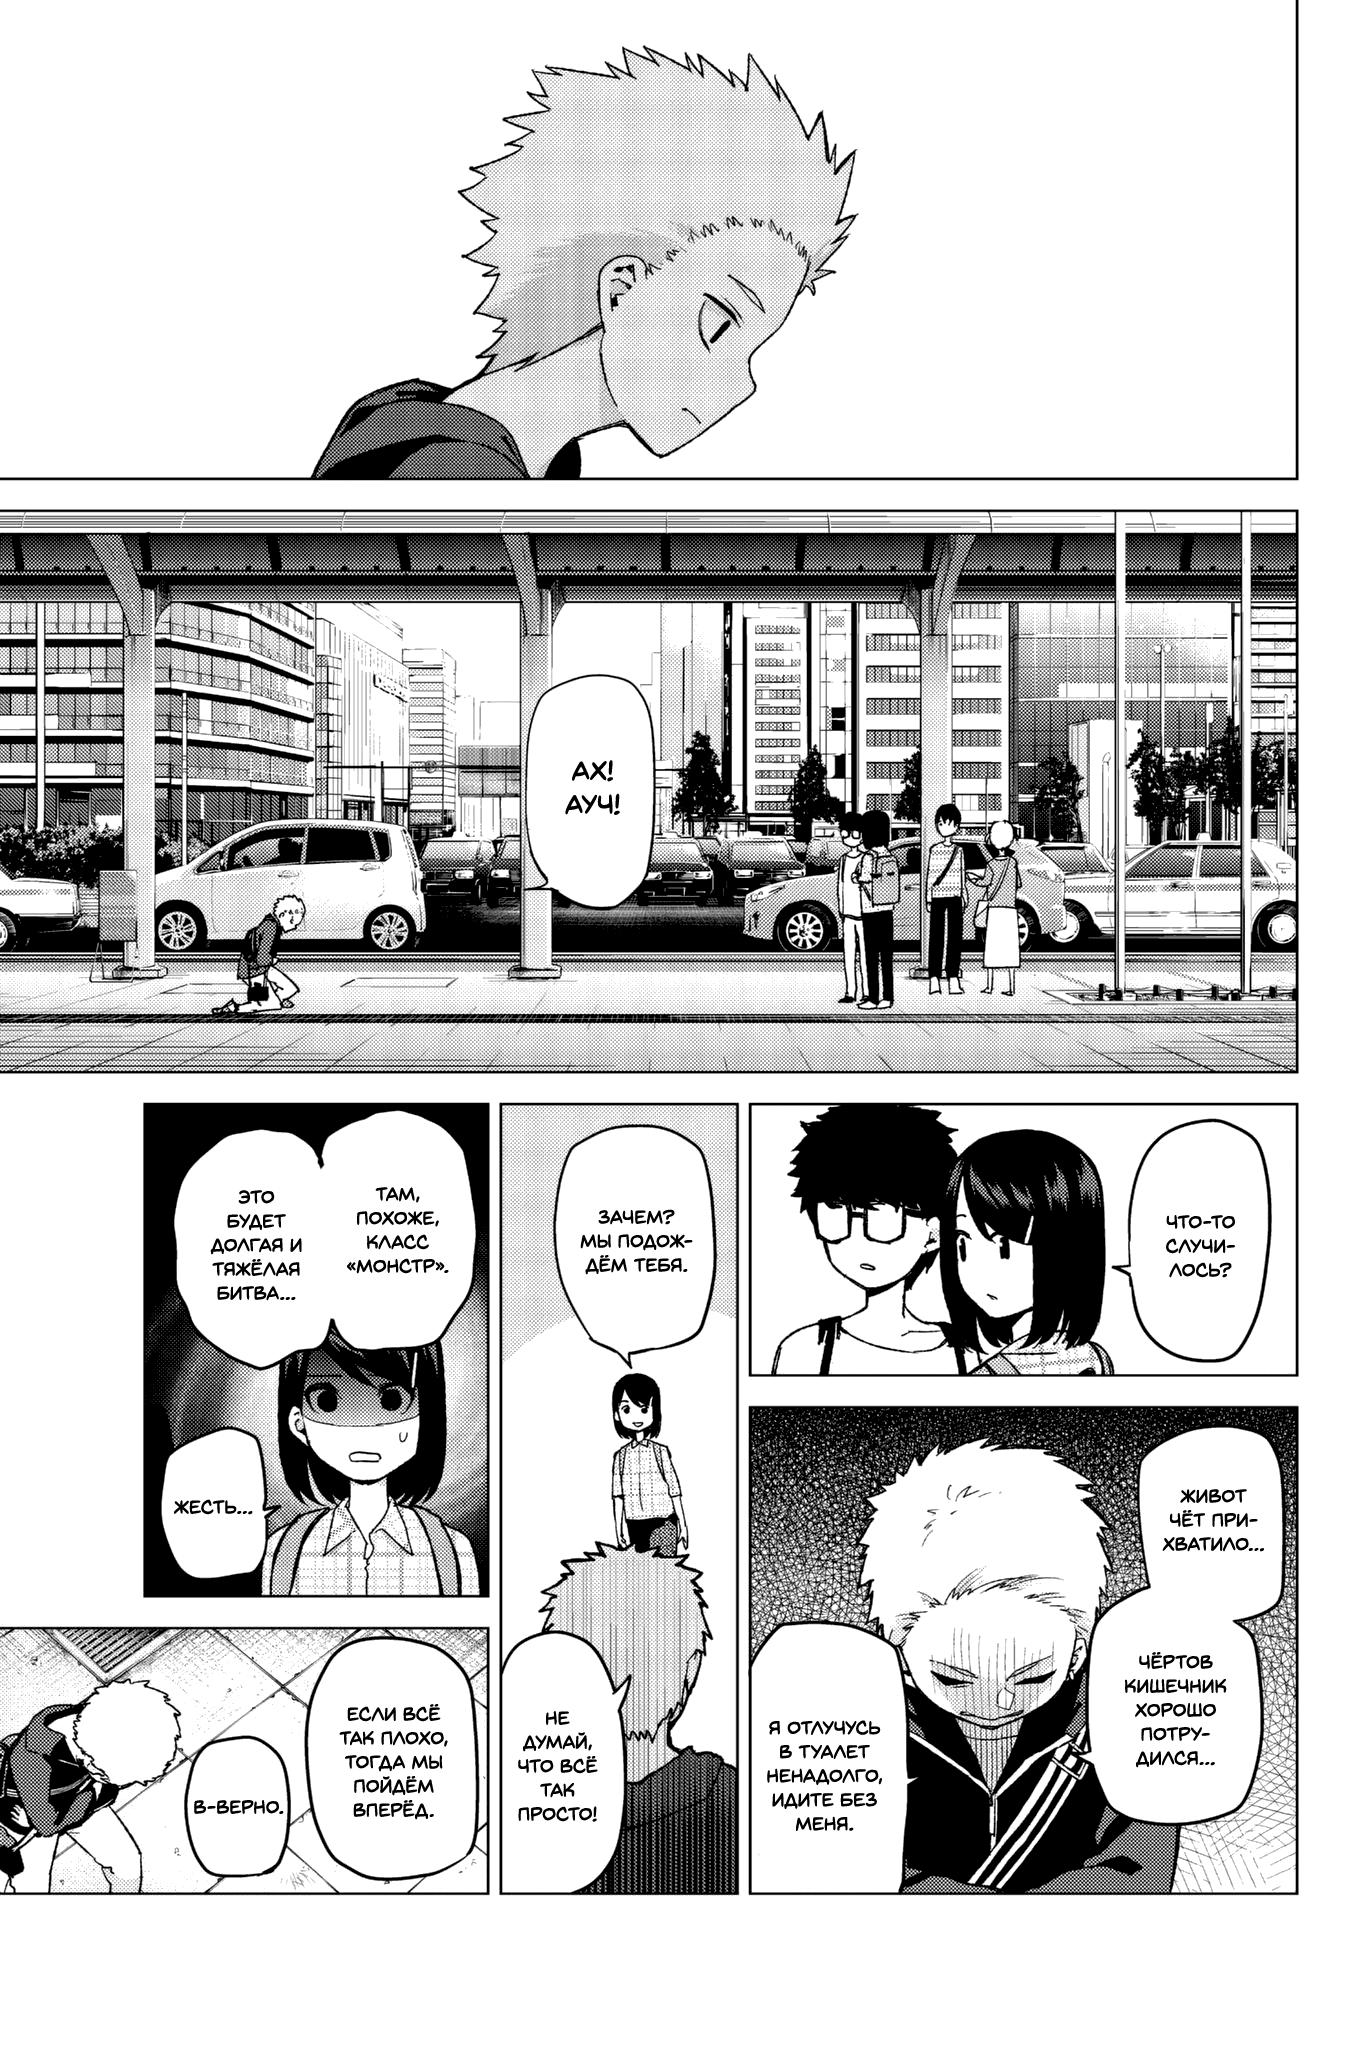 АХ!
АУЧ!
ЧТО-ТО
СЛУЧИ-
ЛОСЬ?
ЖИВОТ
ЧЁТ ПРИ-
ХВАТИЛО...
ЧЁРТОВ
КИШЕЧНИК
ХОРОШО
ПОТРУ-
ДИЛСЯ...
Я ОТЛУЧУСЬ
В ТУАЛЕТ
НЕНАДОЛГО,
ИДИТЕ БЕЗ
МЕНЯ.
ЗАЧЕМ?
МЫ ПОДОЖ-
ДЁМ ТЕБЯ.
НЕ
ДУМАЙ,
ЧТО ВСЁ
ТАК
ПРОСТО!
ТАМ,
ПОХОЖЕ,
КЛАСС
«МОНСТР».
ЭТО
БУДЕТ
ДОЛГАЯ И
ТЯЖЁЛАЯ
БИТВА...
ЖЕСТЬ...
ЕСЛИ ВСЁ
ТАК ПЛОХО,
ТОГДА МЫ
ПОЙДЁМ
ВПЕРЁД.
В-ВЕРНО.